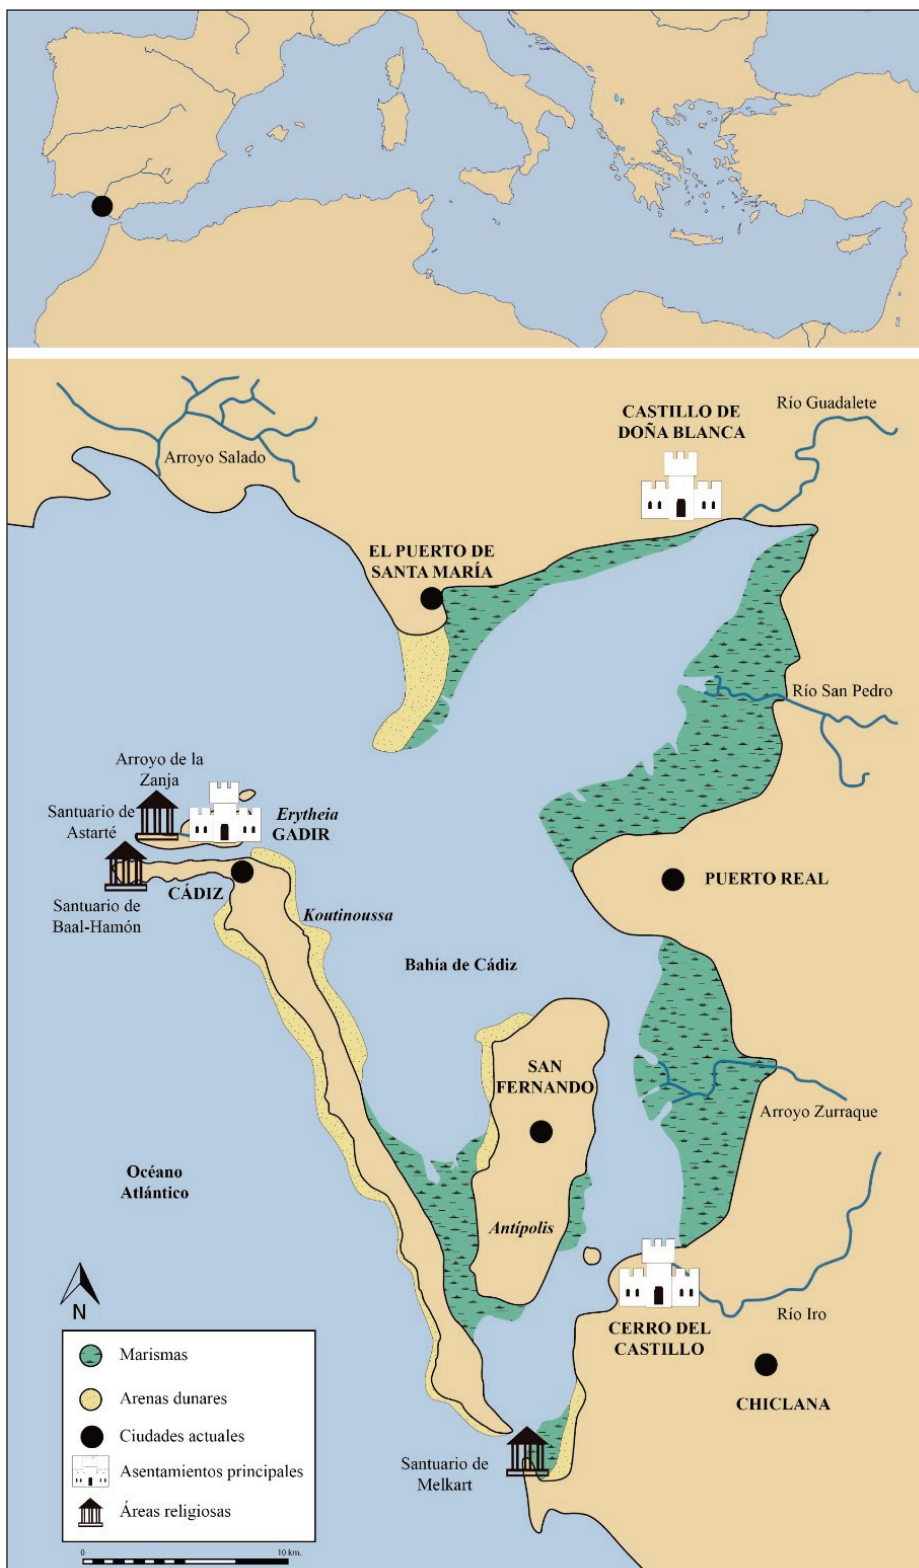 Arroyo Salado
CASTILLO DE
DOÑA BLANCA
Río Guadalete
EL PUERTO DE
SANTA MARÍA
Río San Pedro
Arroyo de la
Zanja
Santuario de
Astarté
Erytheia
GADIR
Santuario de
Baal-Hamón
CÁDIZ
Koutinoussa
PUERTO REAL
Bahía de Cádiz
SAN
FERNANDO
Arroyo Zurraque
Océano
Atlántico
Antípolis
Río Iro
CERRO DEL
CASTILLO
CHICLANA
Santuario de
Melkart
N
Marismas
Arenas dunares
Ciudades actuales
Asentamientos principales
Áreas religiosas
0
10 km.